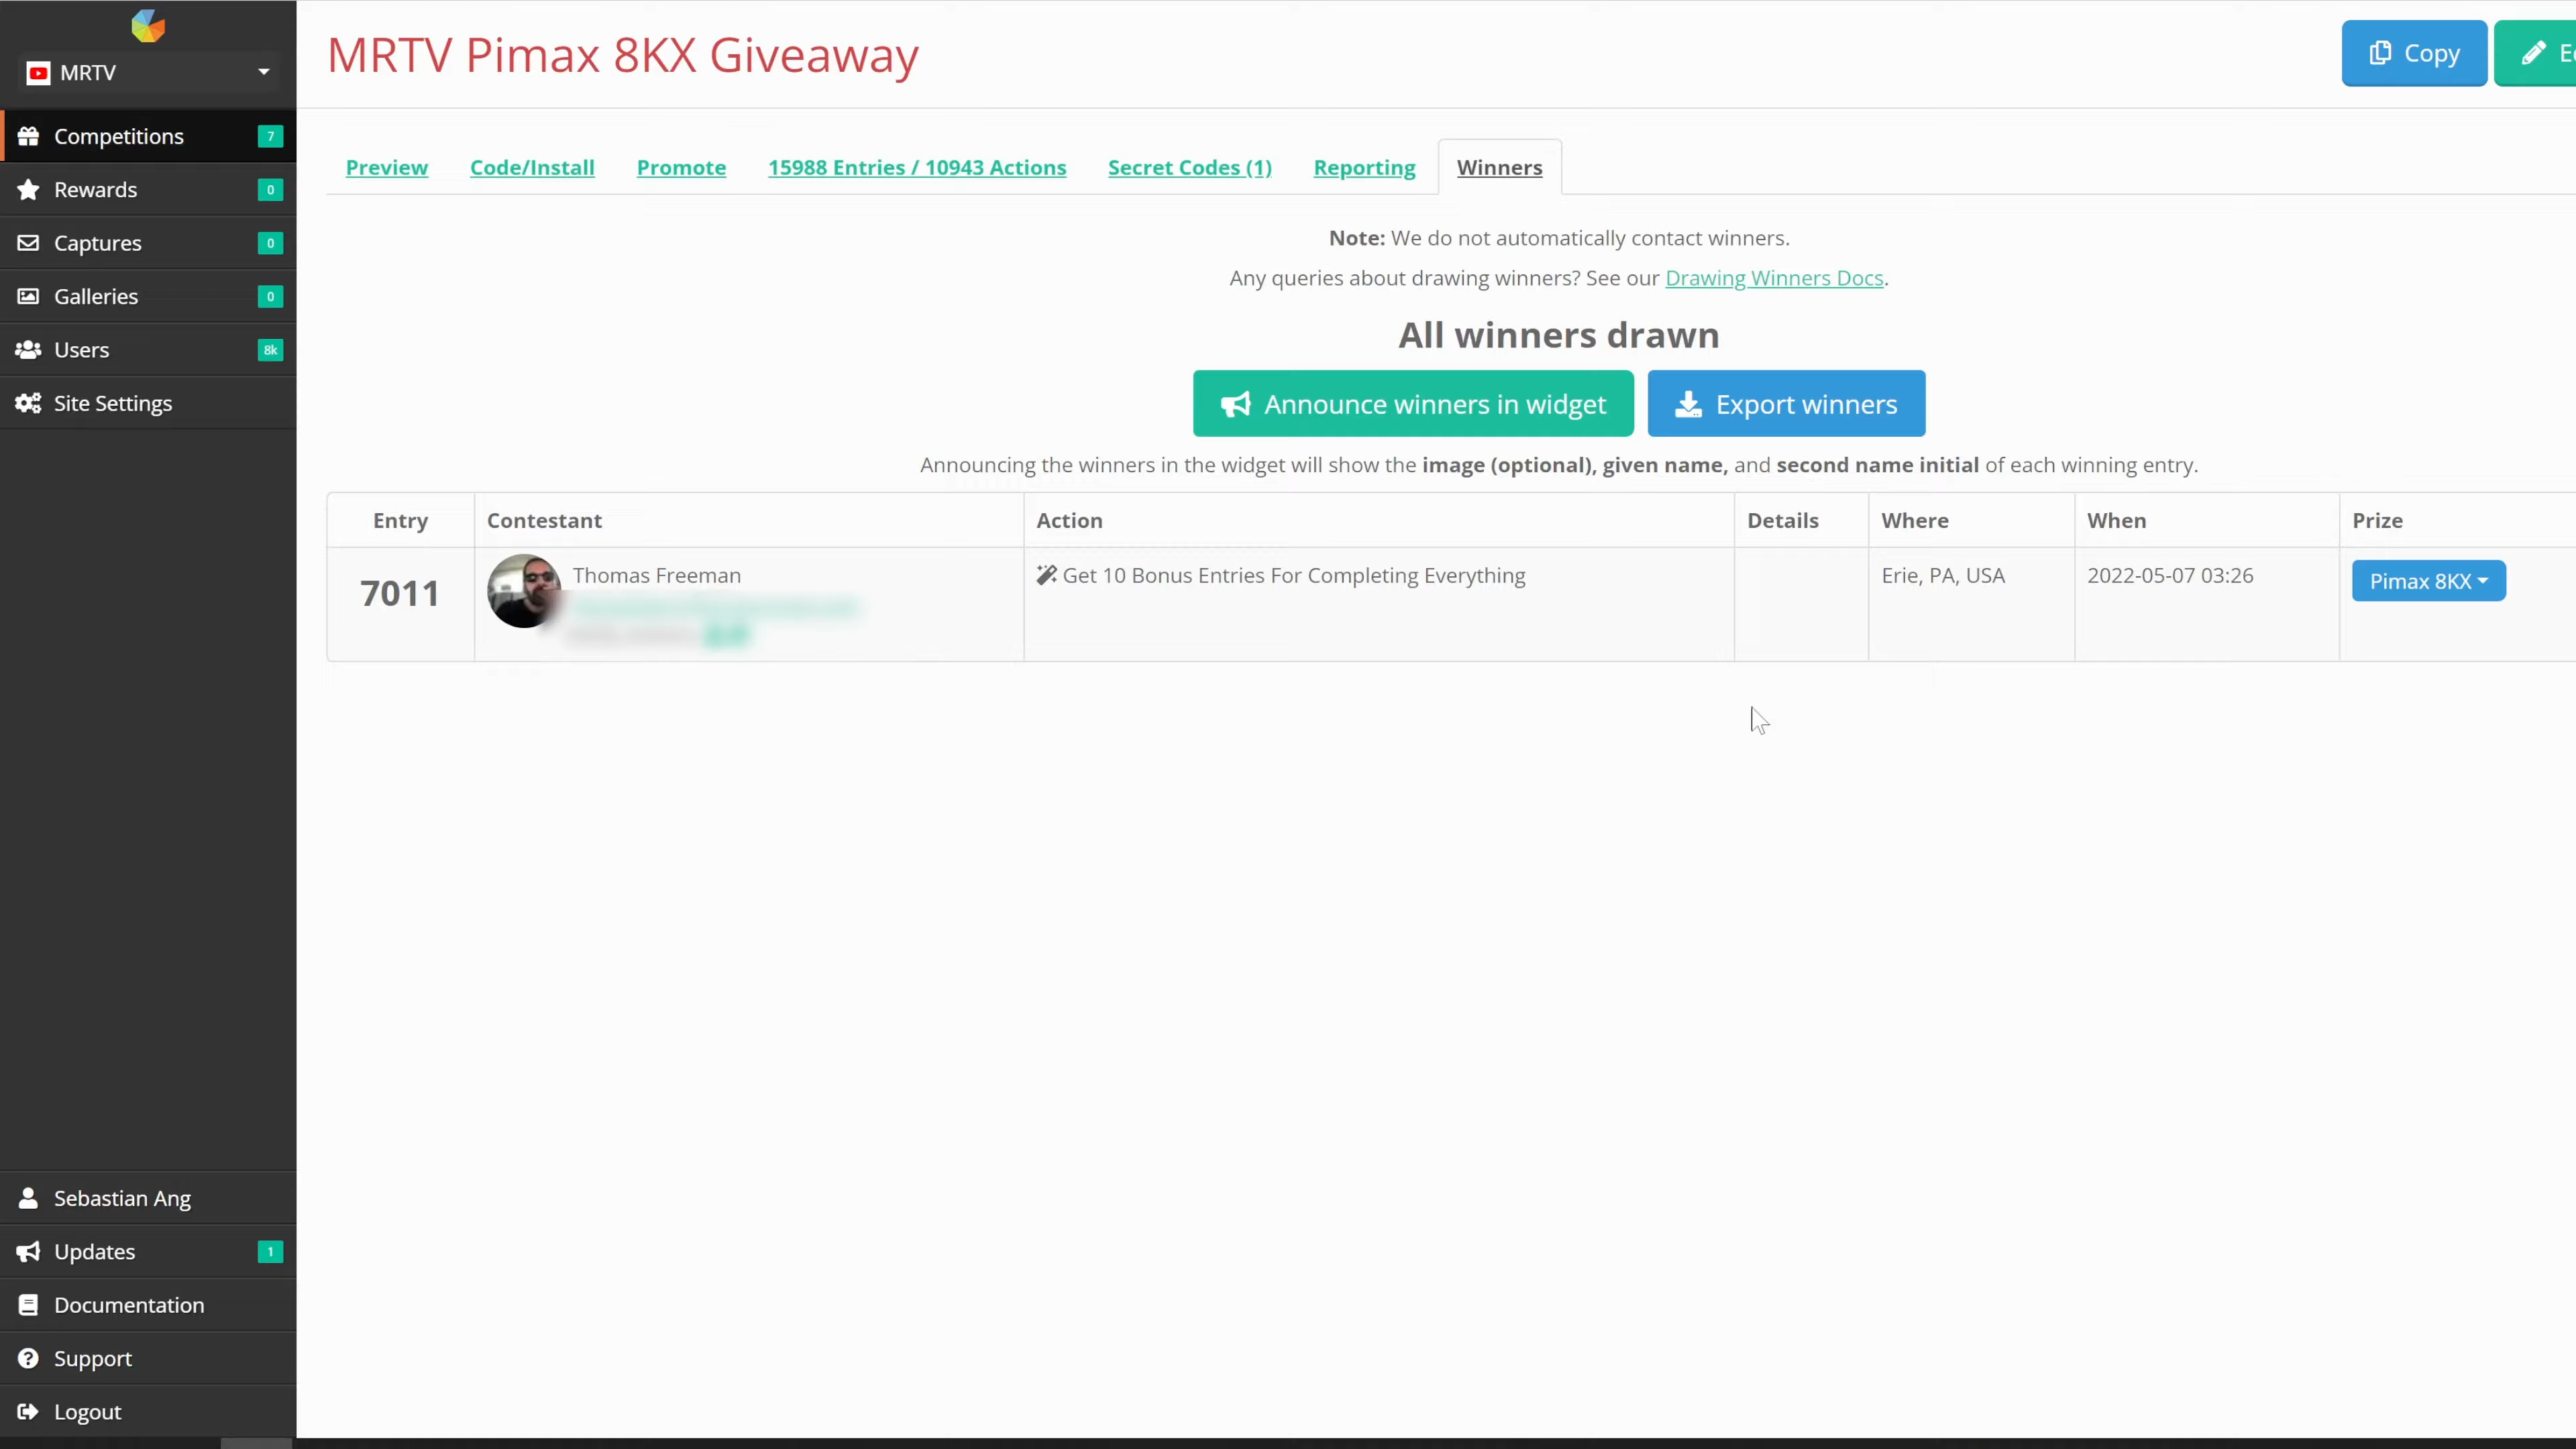 MRTV
Competitions 7
Rewards 0
Captures 0
Galleries 0
Users 8k
Site Settings
Sebastian Ang
Updates 1
Documentation
Support
Logout
MRTV Pimax 8KX Giveaway
Copy
Preview Code/Install Promote 15988 Entries / 10943 Actions Secret Codes (1) Reporting Winners
Note: We do not automatically contact winners.
Any queries about drawing winners? See our Drawing Winners Docs.
All winners drawn
Announce winners in widget Export winners
Announcing the winners in the widget will show the image (optional), given name, and second name initial of each winning entry.
Entry Contestant Action Details Where When Prize
7011 Thomas Freeman Get 10 Bonus Entries For Completing Everything Erie, PA, USA 2022-05-07 03:26 Pimax 8KX